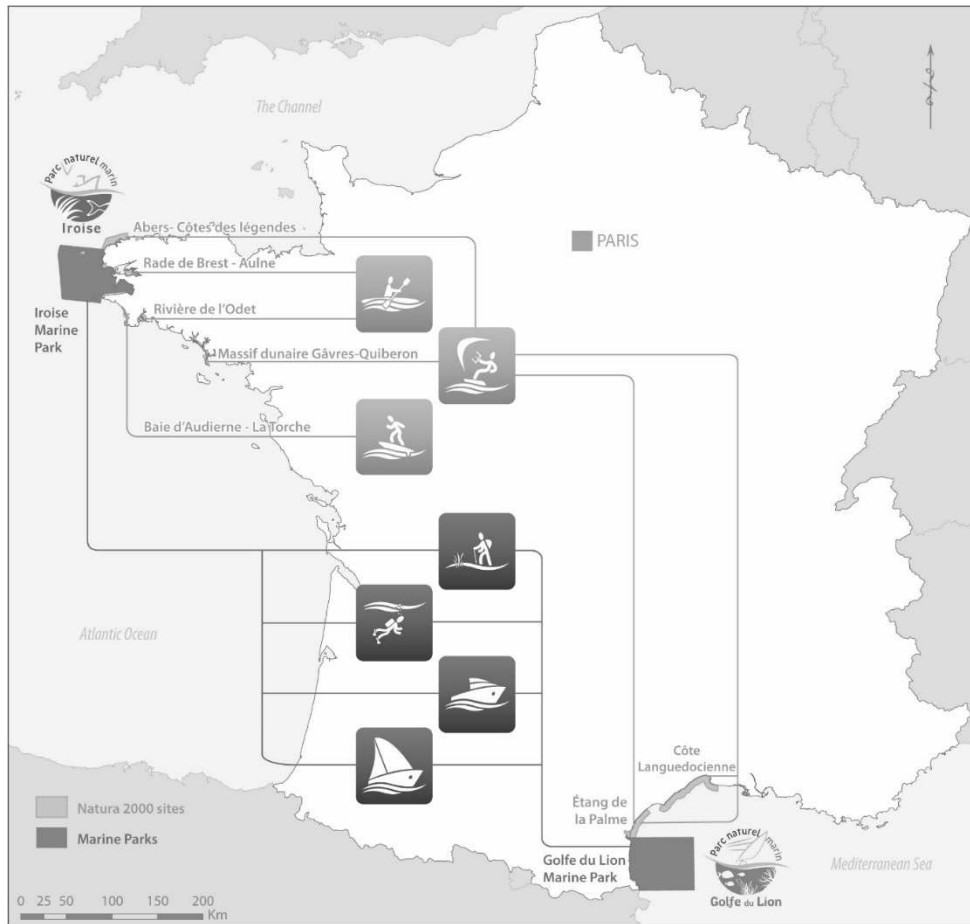 The Channel
Parc naturel marin
Iroise
Abers- Côtes des légendes
PARIS
Rade de Brest - Aulne
Iroise
Marine
Park
Rivière de l'Odet
Massif dunaire Gâvres-Quiberon
Baie d'Audierne - La Torche
Atlantic Ocean
Côte
Languedocienne
Natura 2000 sites
Étang de
la Palme
Marine Parks
Parc naturel marin
Golfe du Lion
Marine Park
Mediterranean Sea
Golfe du Lion
0 25 50 100 150 200
Km